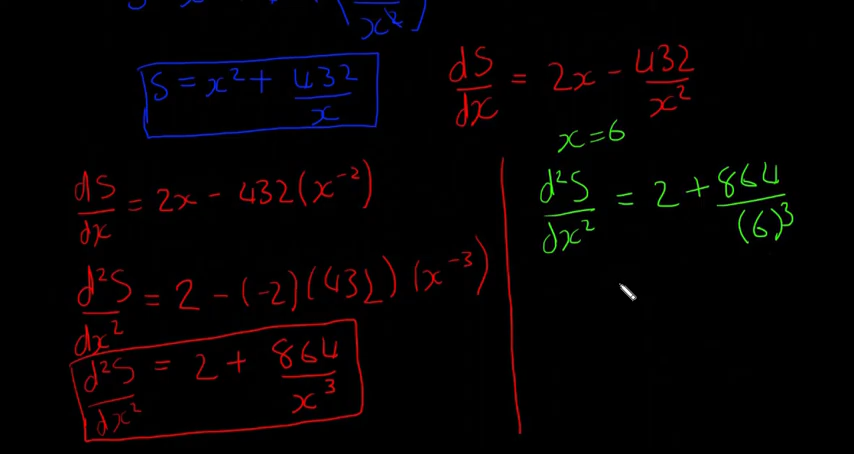 S = x² + 432/x
dS/dx = 2x - 432/x²
x = 6
dS/dx = 2x - 432(x⁻²)
d²S/dx² = 2 - (-2)(432)(x⁻³)
d²S/dx² = 2 + 864/x³
d²S/dx² = 2 + 864/(6)³